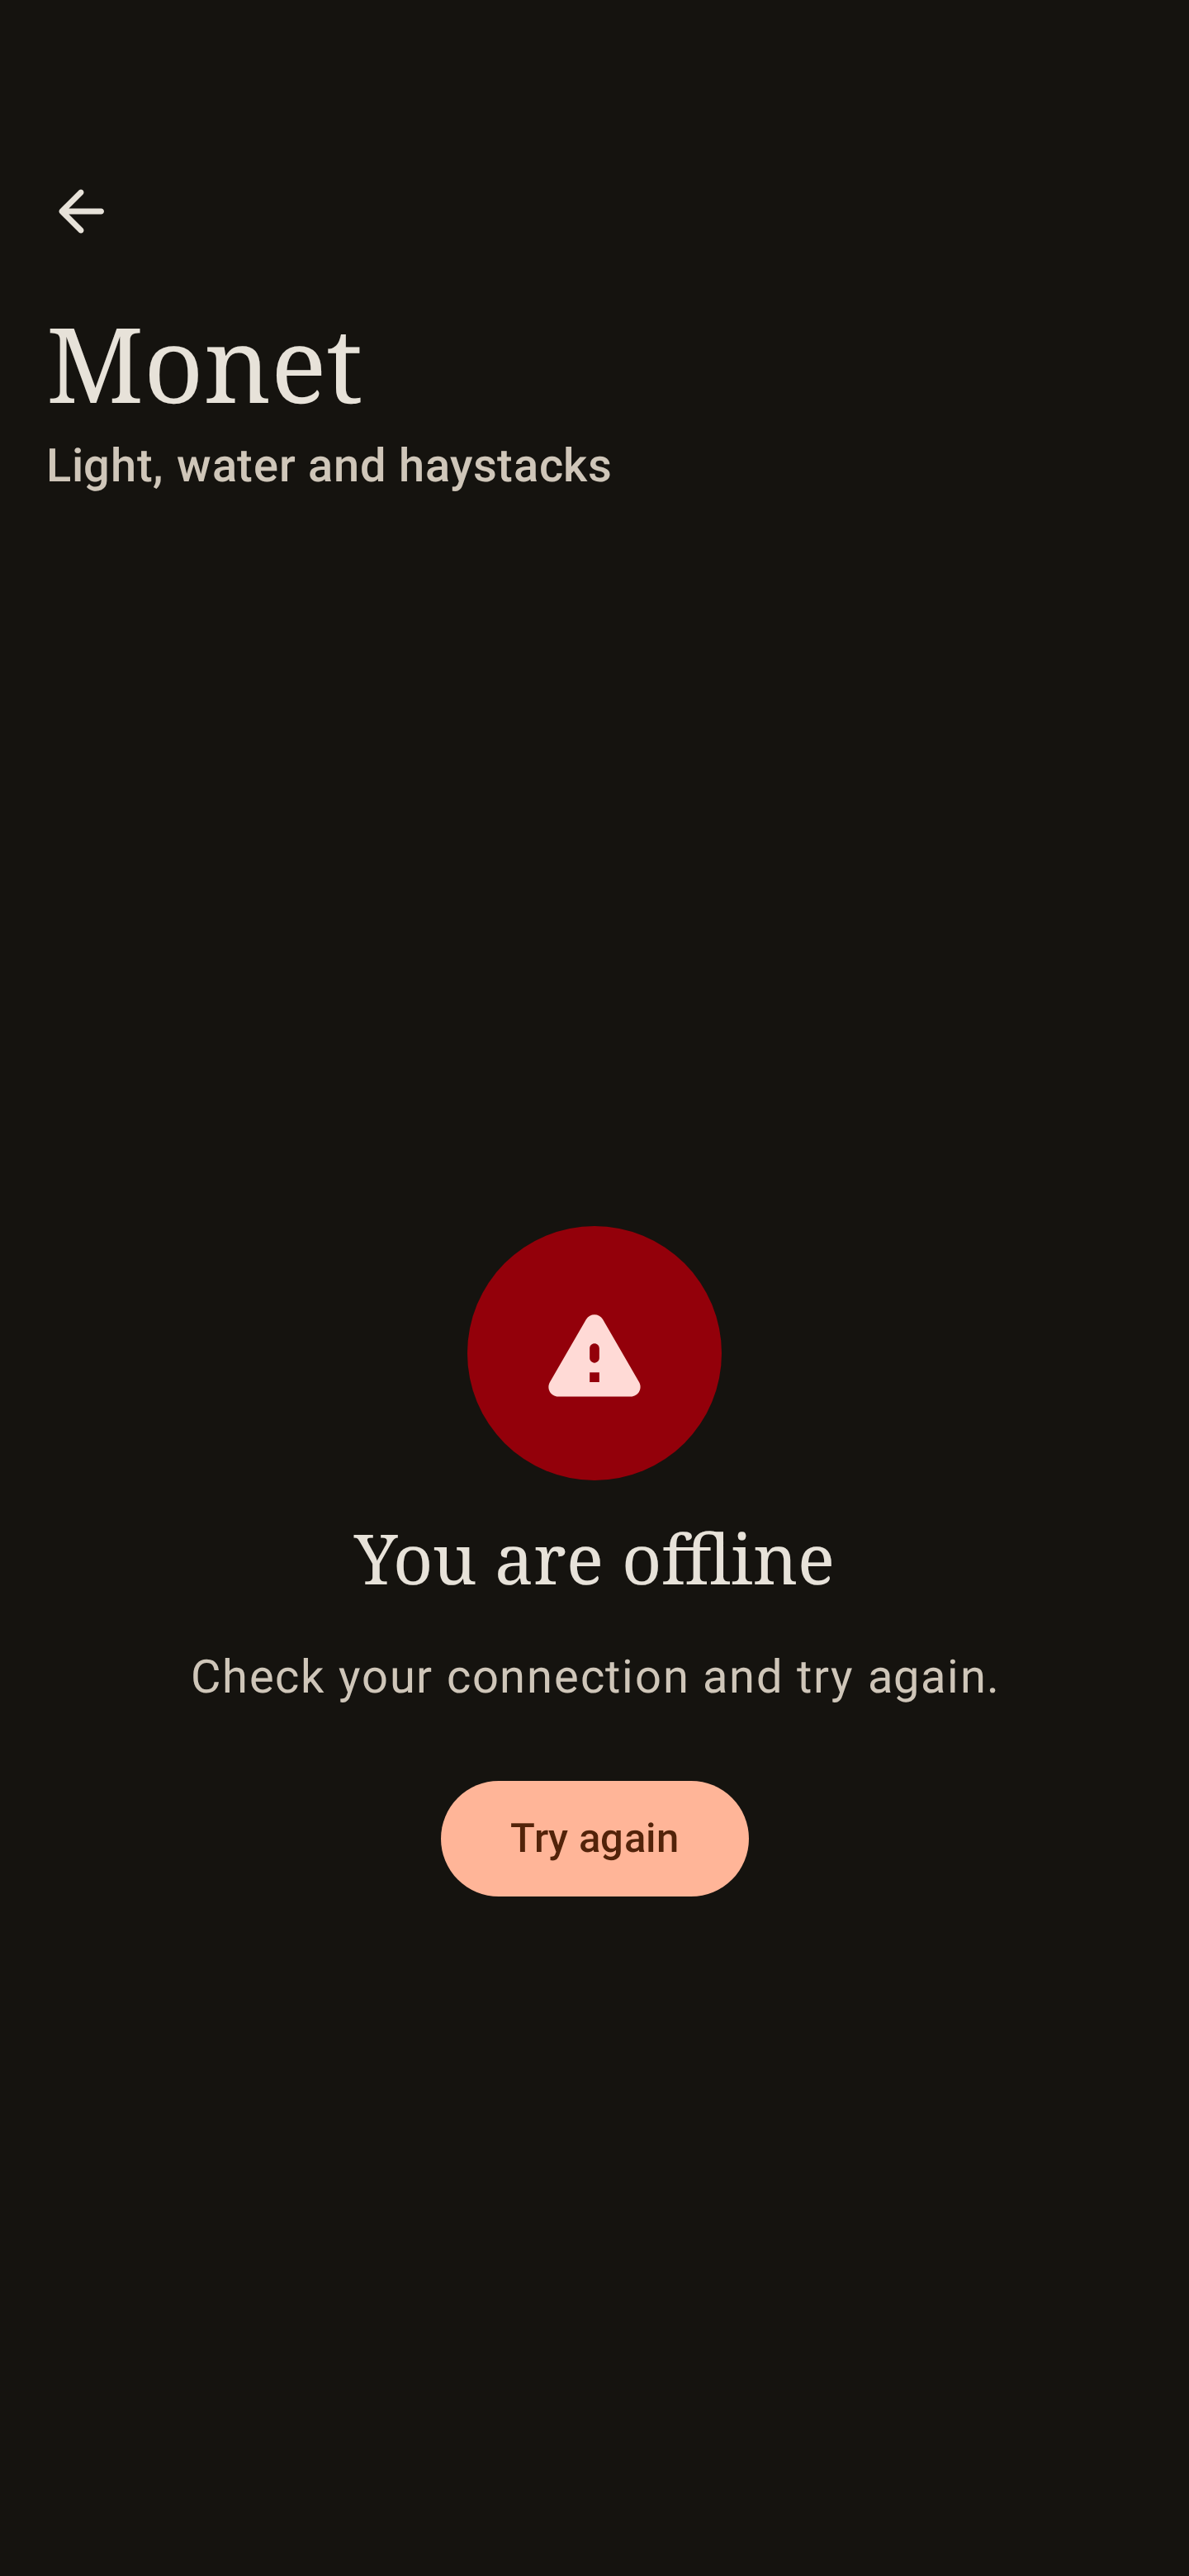 Monet
Light, water and haystacks
You are offline
Check your connection and try again.
Try again